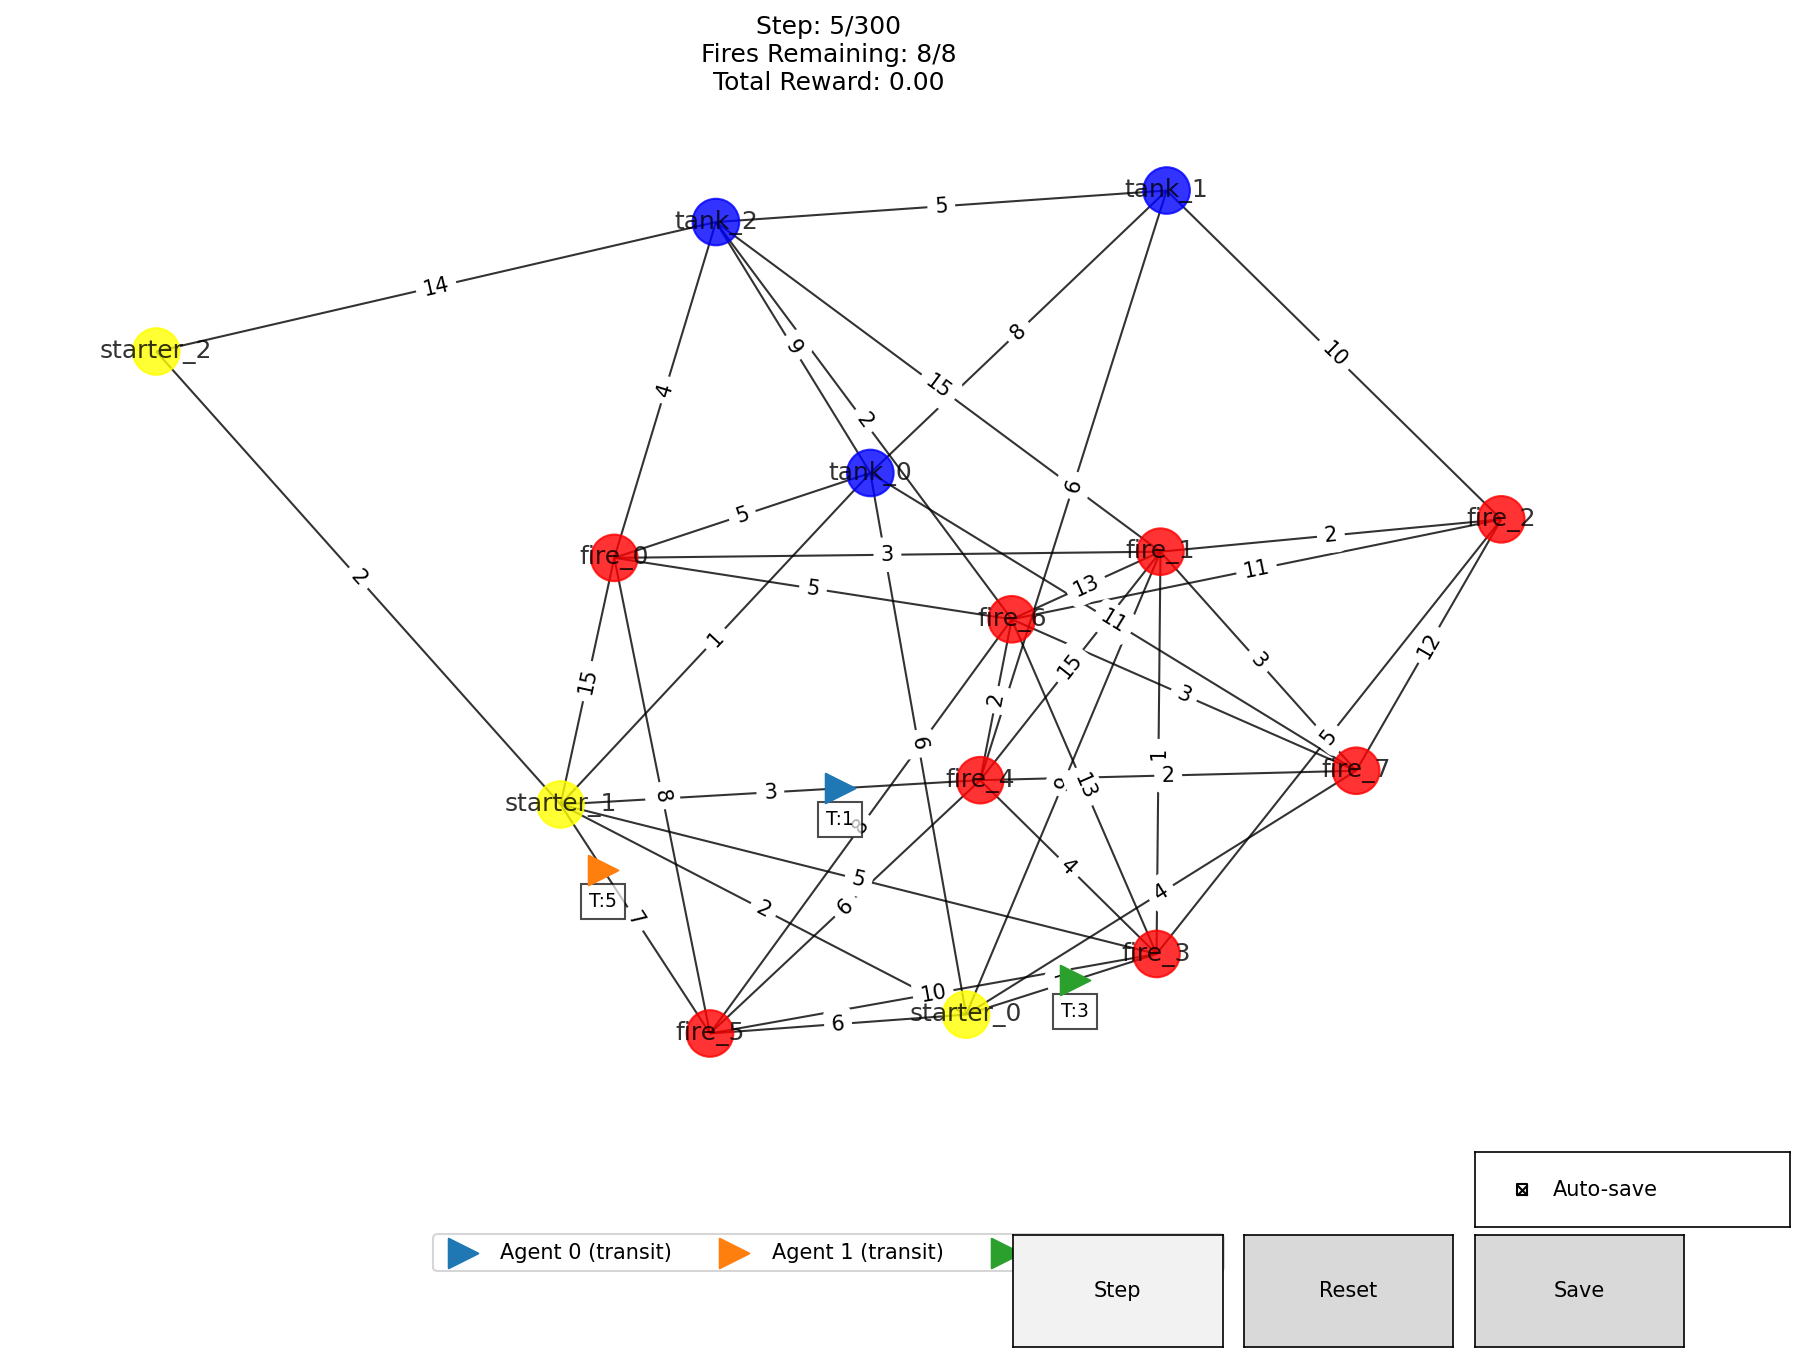 Step: 5/300
Fires Remaining: 8/8
Total Reward: 0.00
tank_1
tank_2
5
14
starter_2
8
9
10
15
4
2
tank_0
6
5
fire_2
2
3
fire_1
fire_0
11
13
5
11
1
12
3
2
15
3
2
fire_6
15
5
6
1
2
fire_7
fire_4
9
13
3
8
starter_1
T:1
8
5
4
4
T:5
6
2
7
fire_3
10
T:3
starter_0
6
fire_5
Auto-save
Agent 0 (transit)
Agent 1 (transit)
Step
Reset
Save